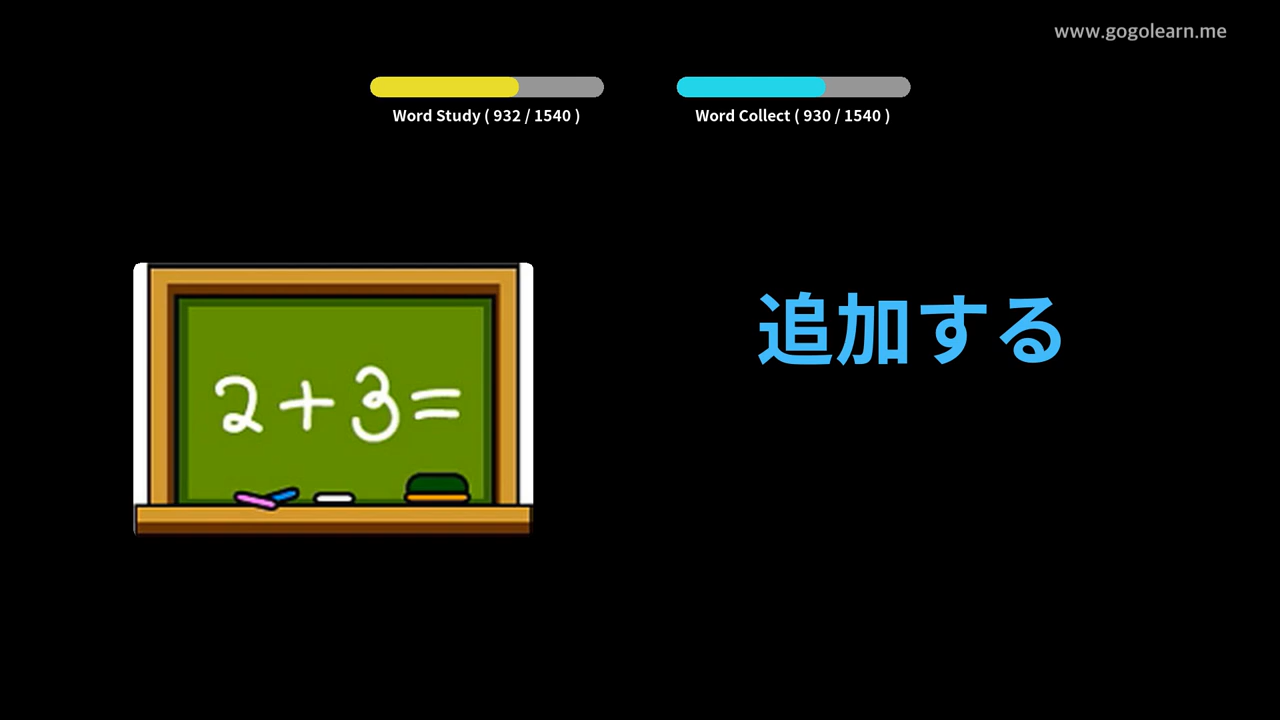 www.gogolearn.me
Word Study ( 932 / 1540 )
Word Collect ( 930 / 1540 )
2+3=
追加する